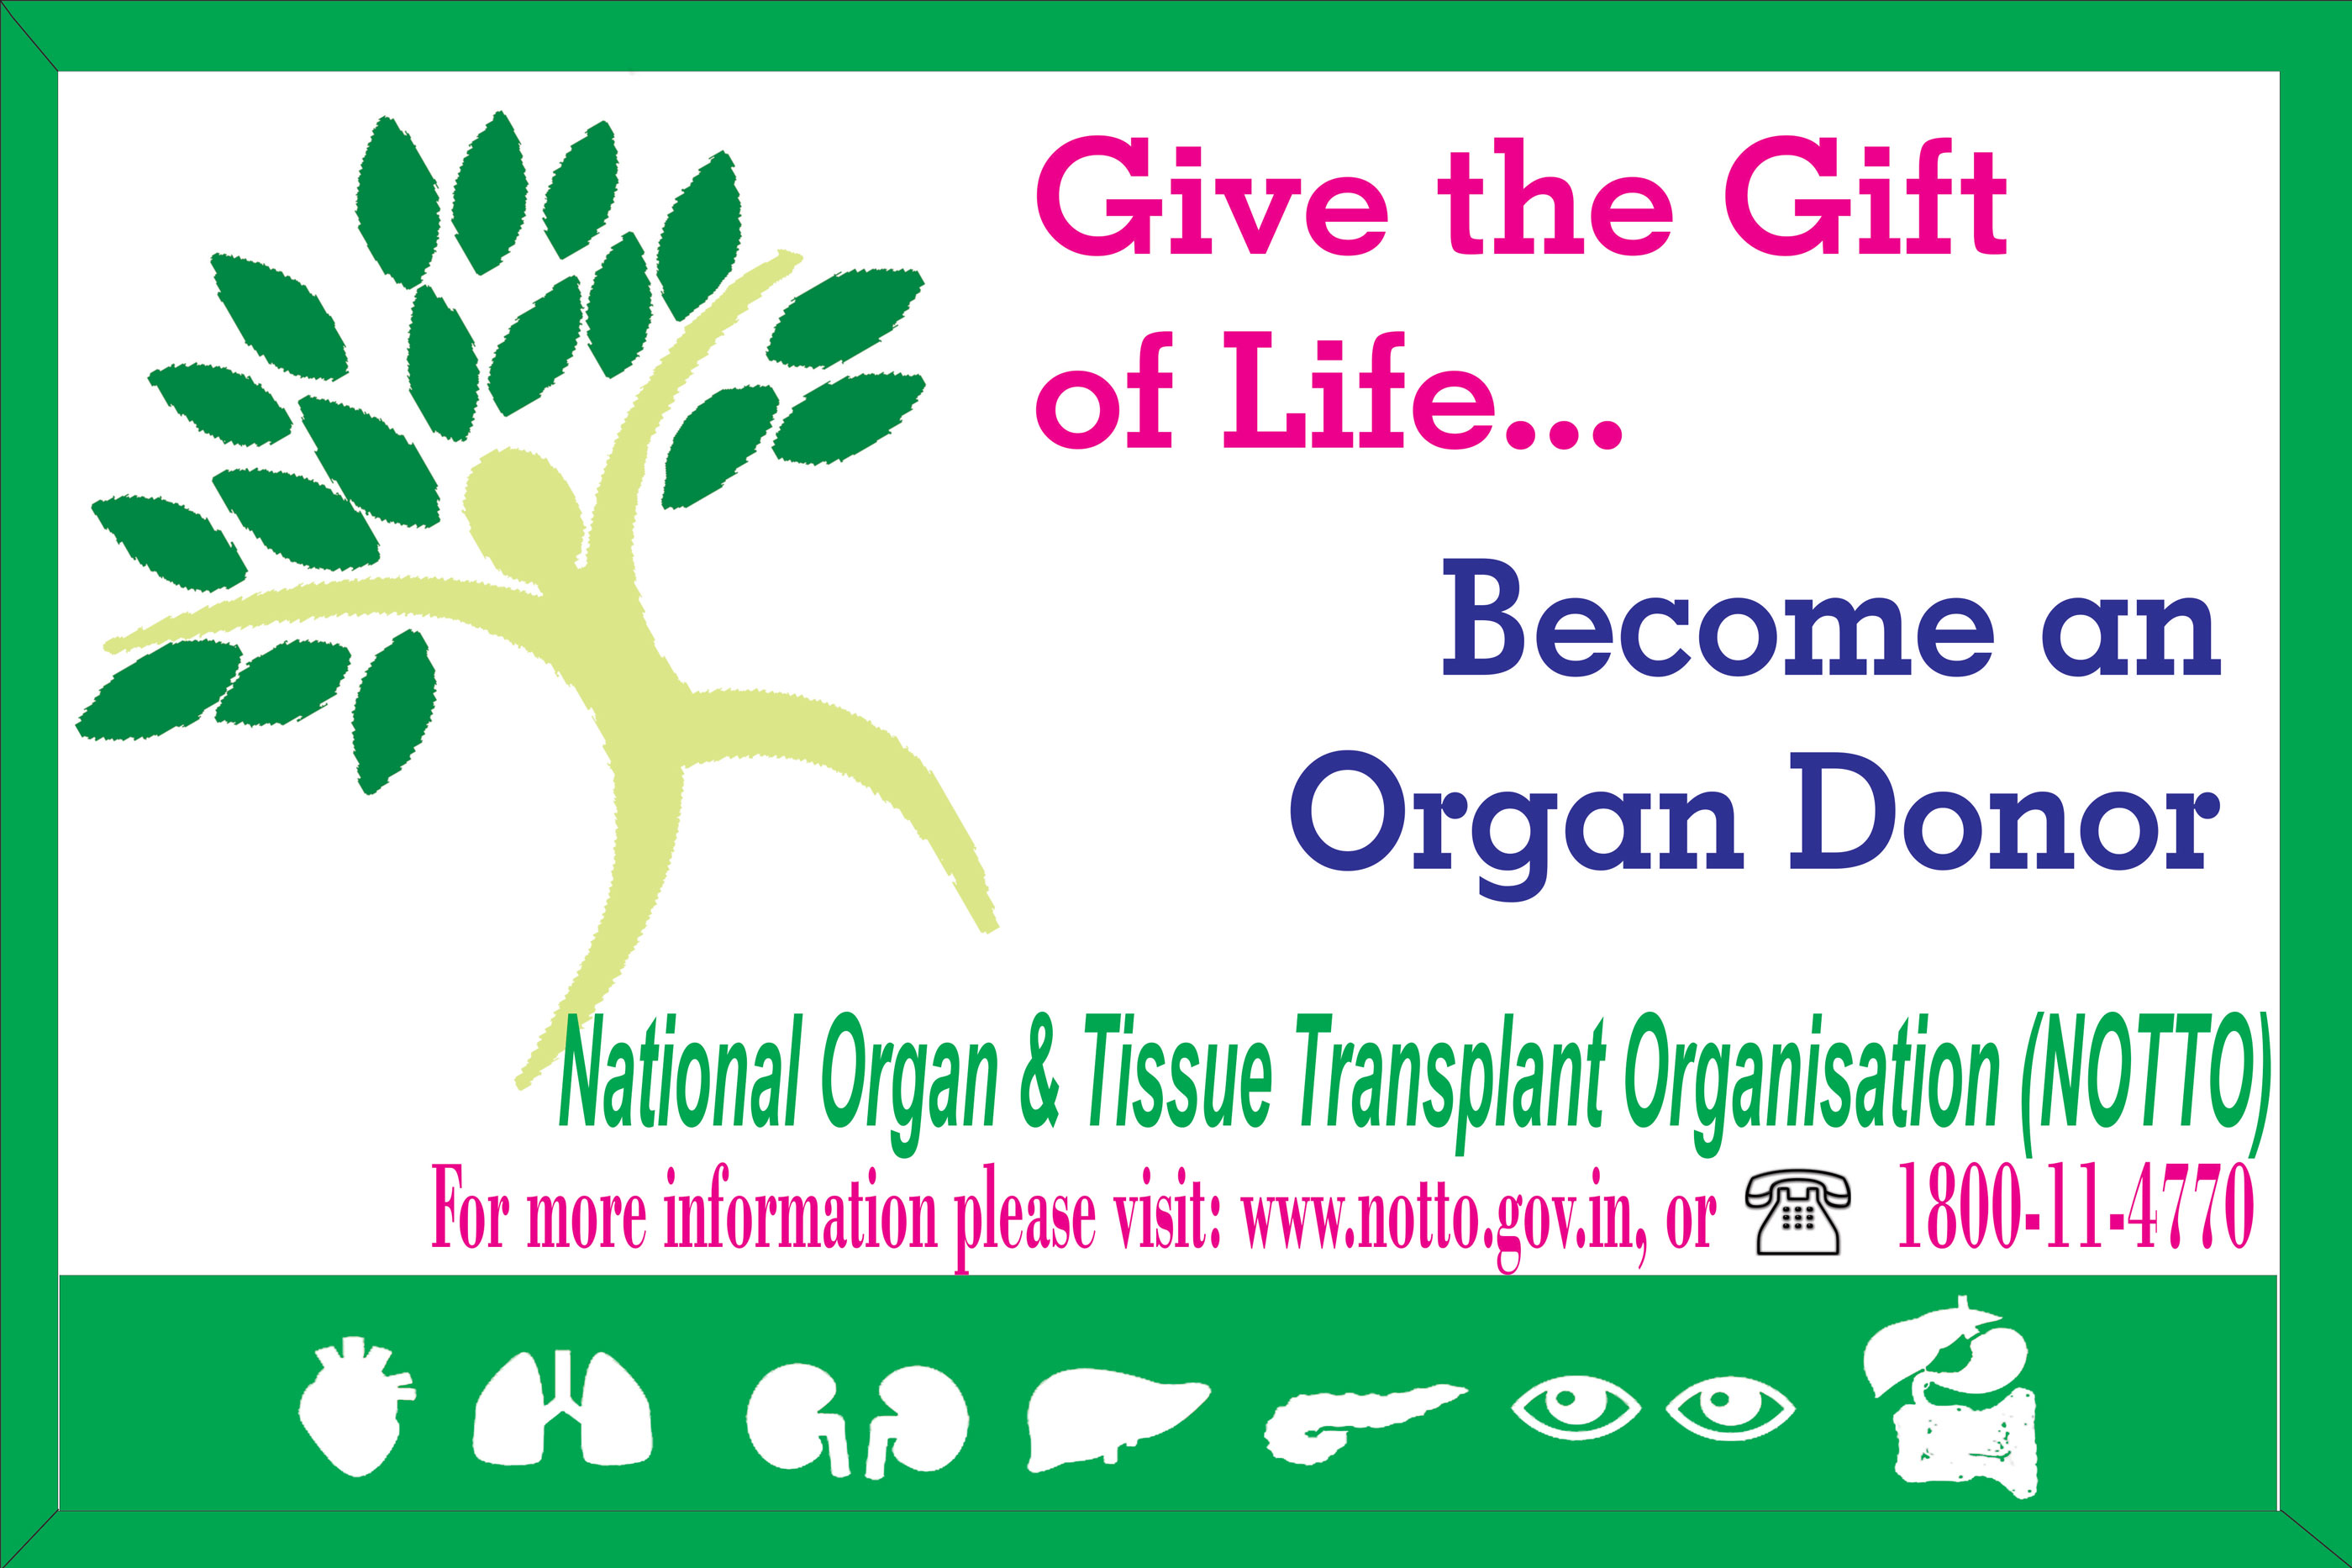 Give the Gift
of Life...
Become an
Organ Donor
National Organ & Tissue Transplant Organisation (NOTTO)
For more information please visit: www.notto.gov.in, or 1800-11-4770